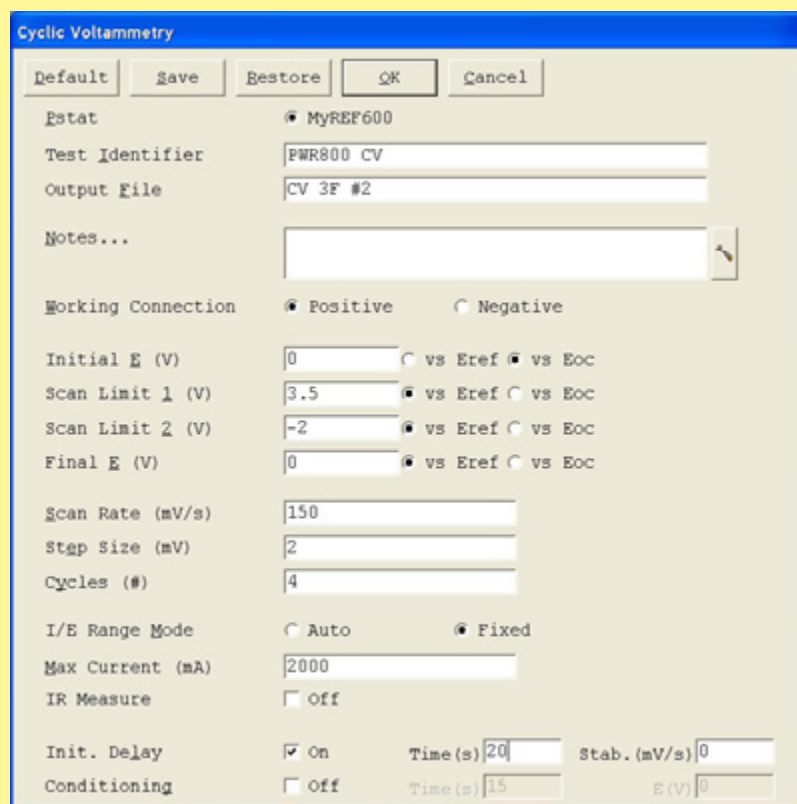 Cyclic Voltammetry
Default Save Restore OK Cancel
Pstat MyREF600
Test Identifier PWR800 CV
Output File CV 3F #2
Notes...
Working Connection Positive Negative
Initial E (V) 0 vs Eref vs Eoc
Scan Limit 1 (V) 3.5 vs Eref vs Eoc
Scan Limit 2 (V) -2 vs Eref vs Eoc
Final E (V) 0 vs Eref vs Eoc
Scan Rate (mV/s) 150
Step Size (mV) 2
Cycles (#) 4
I/E Range Mode Auto Fixed
Max Current (mA) 2000
IR Measure Off
Init. Delay On Time(s) 20 Stab.(mV/s) 0
Conditioning Off Time(s) 15 E(V) 0